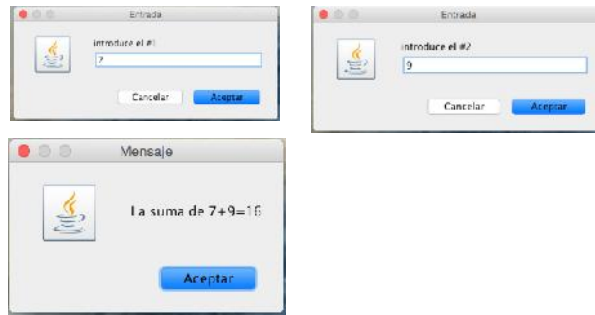 Entrada
introduce el #1
7
Cancelar Aceptar
Entrada
introduce el #2
9
Cancelar Aceptar
Mensaje
La suma de 7+9=16
Aceptar